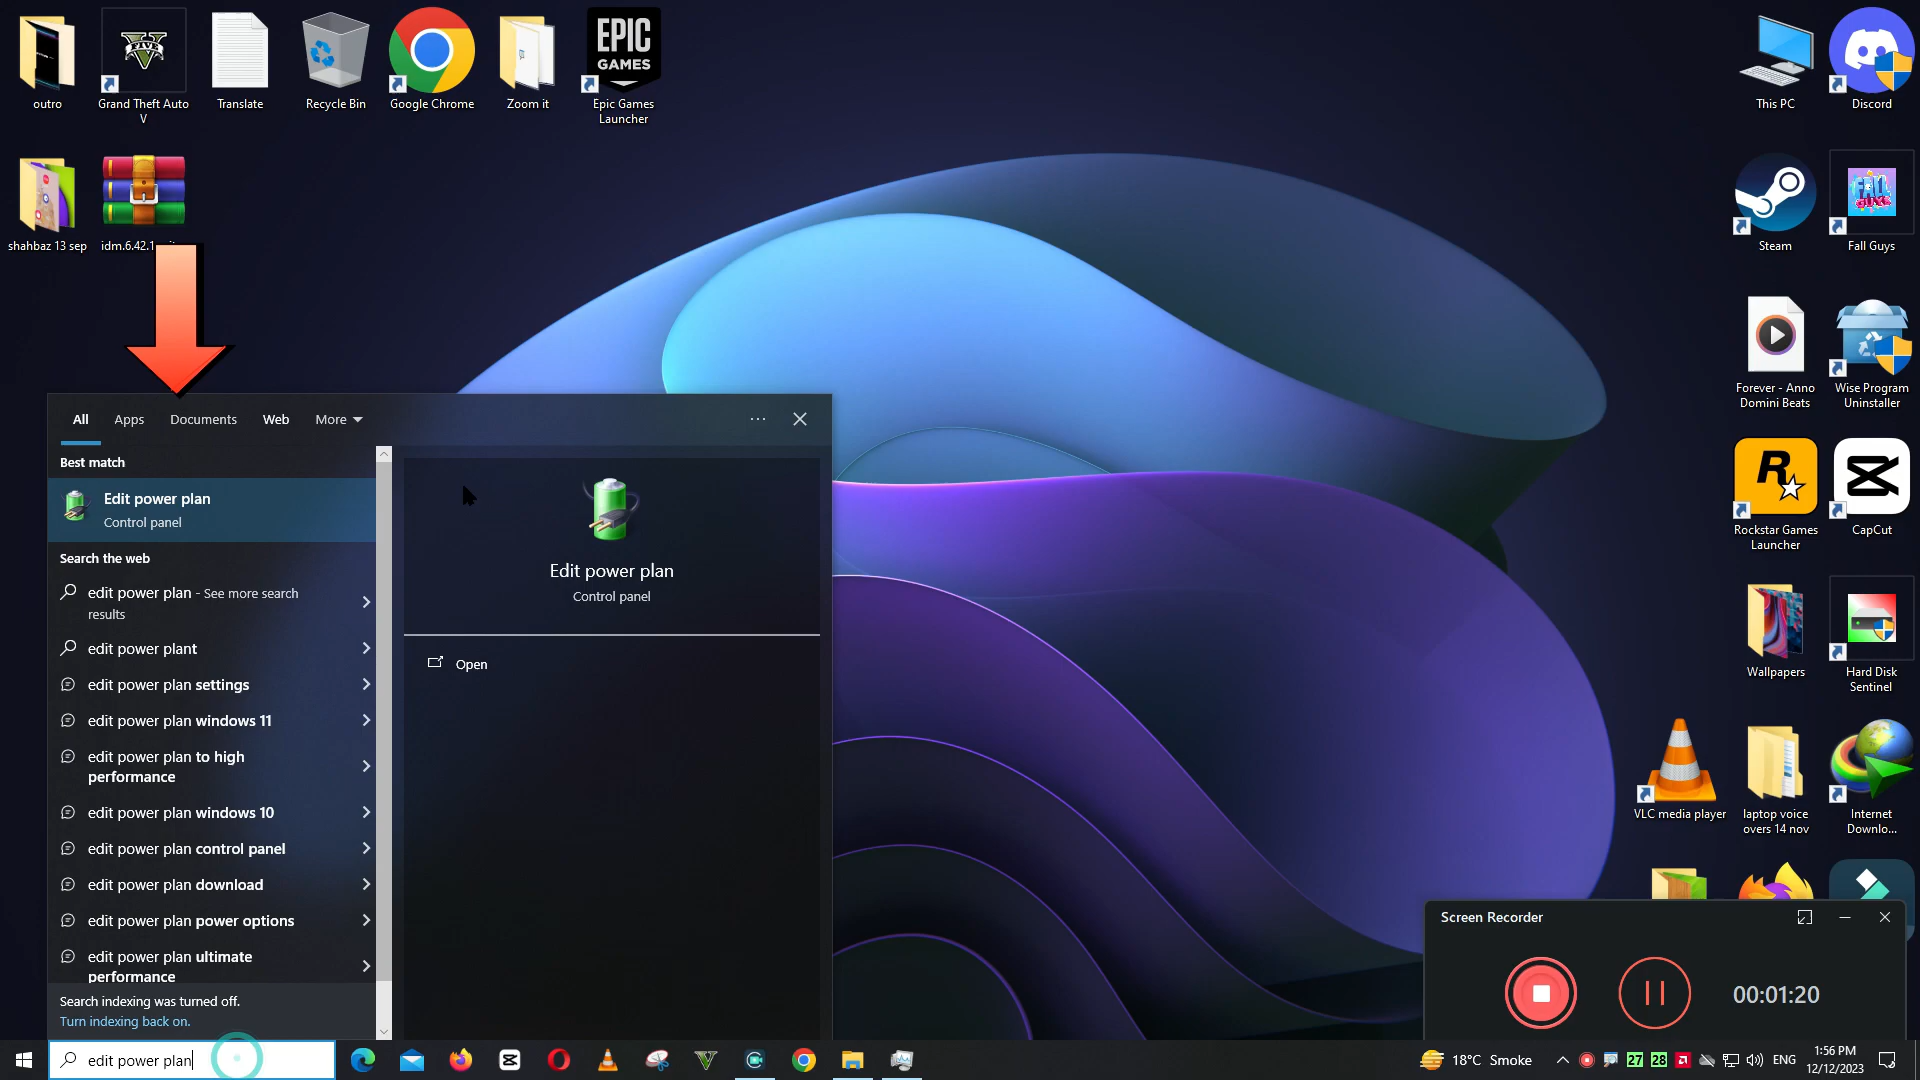 outro
Grand Theft Auto
V
Translate
Recycle Bin
Google Chrome
Zoom it
EPIC
GAMES
Epic Games
Launcher
This PC
Discord
shahbaz 13 sep
idm.6.42.1
Steam
FALL
GUYS
Fall Guys
Forever - Anno
Domini Beats
Wise Program
Uninstaller
Rockstar Games
Launcher
CapCut
Wallpapers
Hard Disk
Sentinel
VLC media player
laptop voice
overs 14 nov
Internet
Downlo...
All
Apps
Documents
Web
More
Best match
Edit power plan
Control panel
Search the web
edit power plan - See more search
results
edit power plant
edit power plan settings
edit power plan windows 11
edit power plan to high
performance
edit power plan windows 10
edit power plan control panel
edit power plan download
edit power plan power options
edit power plan ultimate
performance
Search indexing was turned off.
Turn indexing back on.
Edit power plan
Control panel
Open
Screen Recorder
00:01:20
edit power plan
18°C Smoke
27
28
ENG
1:56 PM
12/12/2023